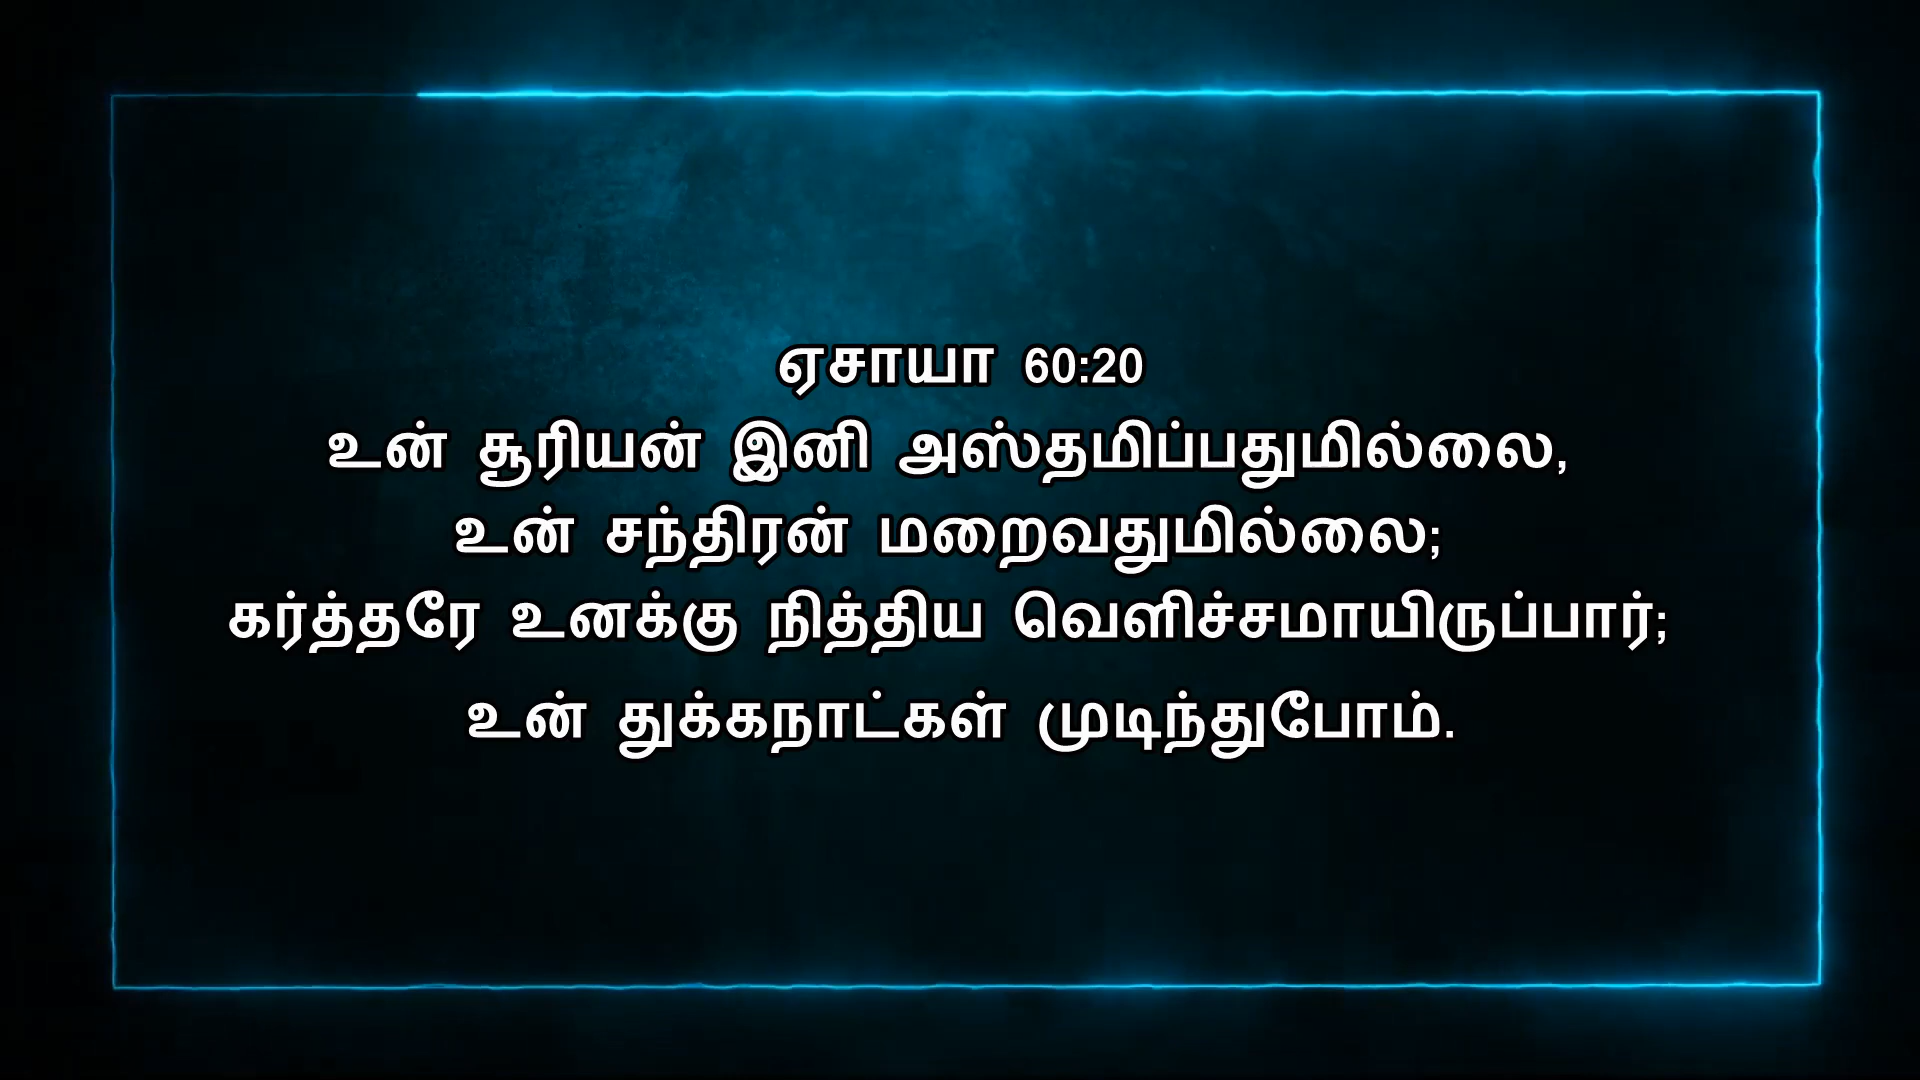 ஏசாயா 60:20
உன் சூரியன் இனி அஸ்தமிப்பதுமில்லை,
உன் சந்திரன் மறைவதுமில்லை;
கர்த்தரே உனக்கு நித்திய வெளிச்சமாயிருப்பார்;
உன் துக்கநாட்கள் முடிந்துபோம்.